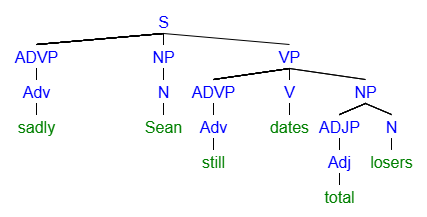 S
ADVP NP VP
Adv N ADVP V NP
sadly Sean Adv dates ADJP N
still Adj losers
total